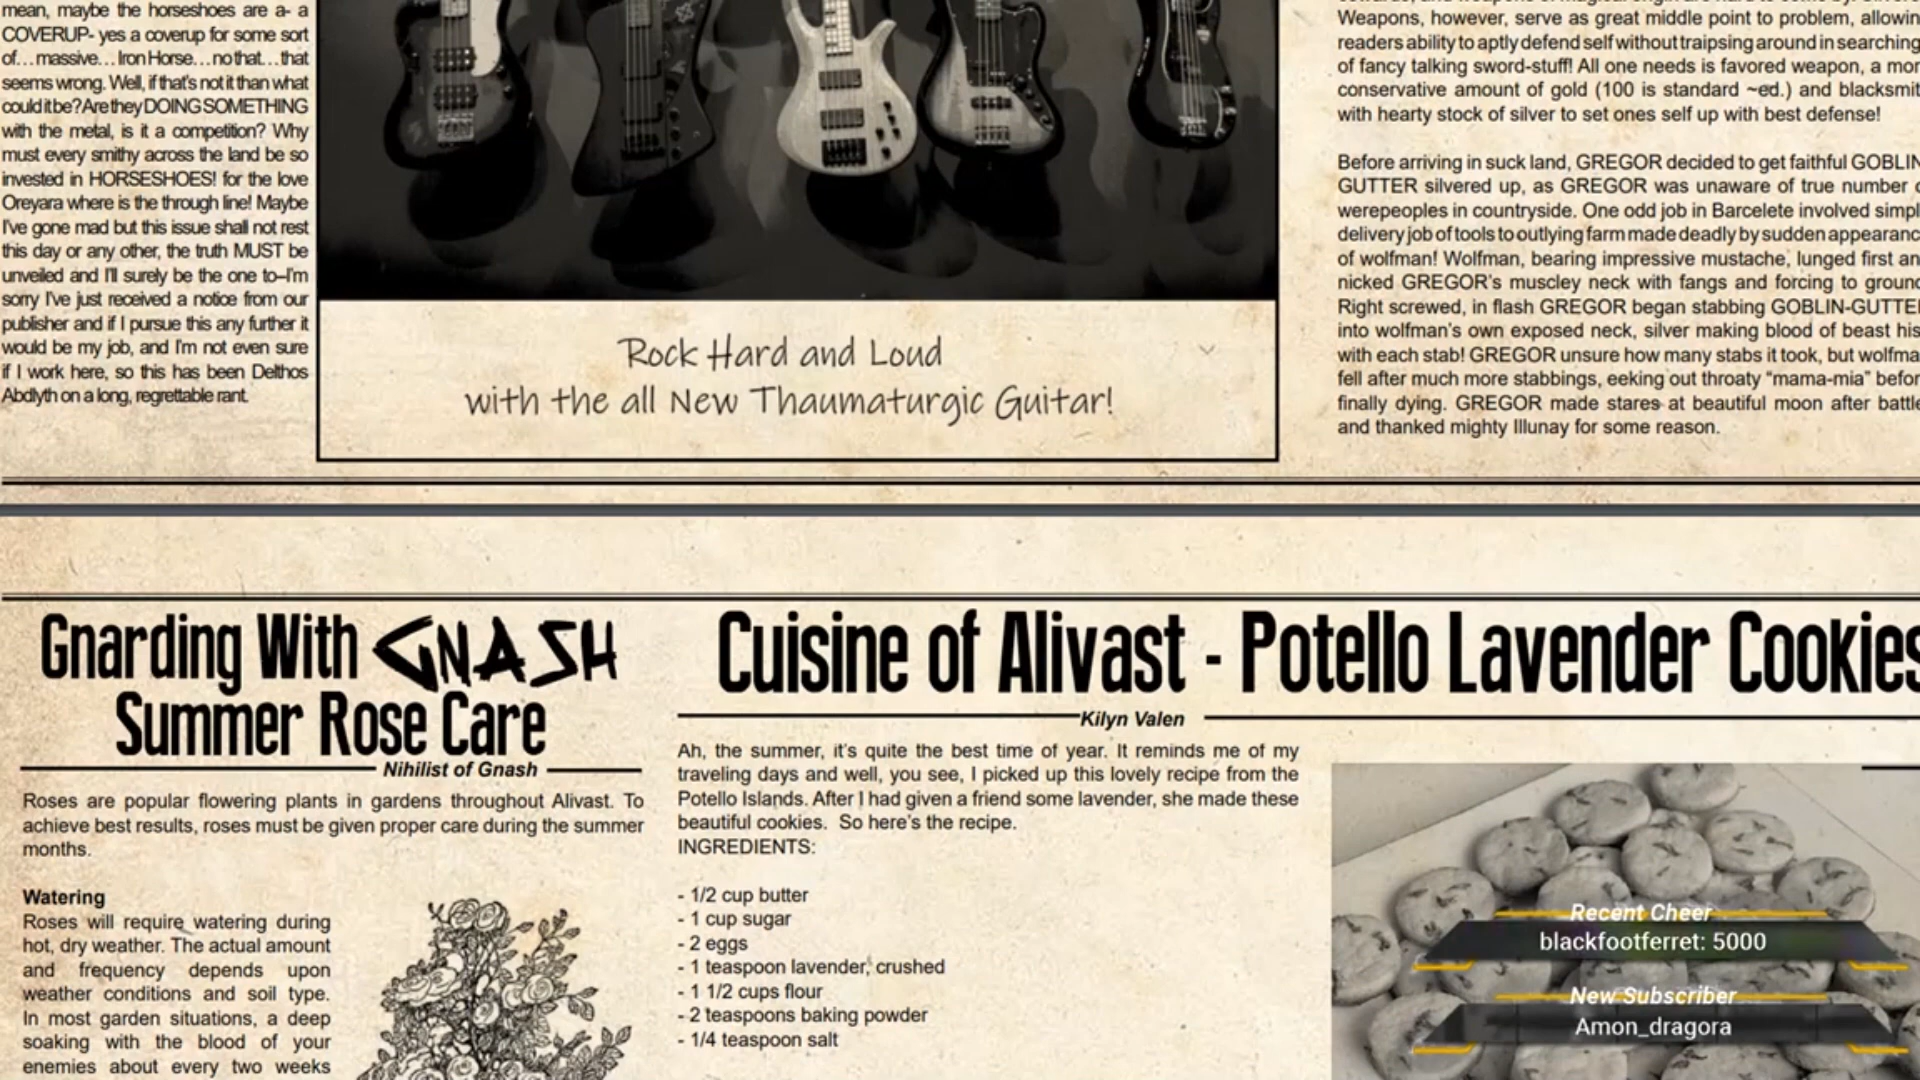 mean, maybe the horseshoes are a- a
COVERUP- yes a coverup for some sort
of…massive…Iron Horse…no that…that
seems wrong. Well, if that's not it than what
could it be? Are they DOING SOMETHING
with the metal, is it a competition? Why
must every smithy across the land be so
invested in HORSESHOES! for the love
Oreyara where is the through line! Maybe
I've gone mad but this issue shall not rest
this day or any other, the truth MUST be
unveiled and I'll surely be the one to--I'm
sorry I've just received a notice from our
publisher and if I pursue this any further it
would be my job, and I'm not even sure
if I work here, so this has been Delthos
Abdlyth on a long, regrettable rant.
Rock Hard and Loud
with the all New Thaumaturgic Guitar!
Weapons, however, serve as great middle point to problem, allowin
readers ability to aptly defend self without traipsing around in searching
of fancy talking sword-stuff! All one needs is favored weapon, a mor
conservative amount of gold (100 is standard ~ed.) and blacksmit
with hearty stock of silver to set ones self up with best defense!
Before arriving in suck land, GREGOR decided to get faithful GOBLIN
GUTTER silvered up, as GREGOR was unaware of true number o
werepeoples in countryside. One odd job in Barcelete involved simpl
delivery job of tools to outlying farm made deadly by sudden appearanc
of wolfman! Wolfman, bearing impressive mustache, lunged first an
nicked GREGOR's muscley neck with fangs and forcing to ground
Right screwed, in flash GREGOR began stabbing GOBLIN-GUTTER
into wolfman's own exposed neck, silver making blood of beast his
with each stab! GREGOR unsure how many stabs it took, but wolfma
fell after much more stabbings, eeking out throaty "mama-mia" befor
finally dying. GREGOR made stares at beautiful moon after battle
and thanked mighty Illunay for some reason.
Gnarding With GNASH
Summer Rose Care
Nihilist of Gnash
Roses are popular flowering plants in gardens throughout Alivast. To
achieve best results, roses must be given proper care during the summer
months.
Watering
Roses will require watering during
hot, dry weather. The actual amount
and frequency depends upon
weather conditions and soil type.
In most garden situations, a deep
soaking with the blood of your
enemies about every two weeks
Cuisine of Alivast - Potello Lavender Cookies
Kilyn Valen
Ah, the summer, it's quite the best time of year. It reminds me of my
traveling days and well, you see, I picked up this lovely recipe from the
Potello Islands. After I had given a friend some lavender, she made these
beautiful cookies. So here's the recipe.
INGREDIENTS:
- 1/2 cup butter
- 1 cup sugar
- 2 eggs
- 1 teaspoon lavender, crushed
- 1 1/2 cups flour
- 2 teaspoons baking powder
- 1/4 teaspoon salt
Recent Cheer
blackfootferret: 5000
New Subscriber
Amon_dragora